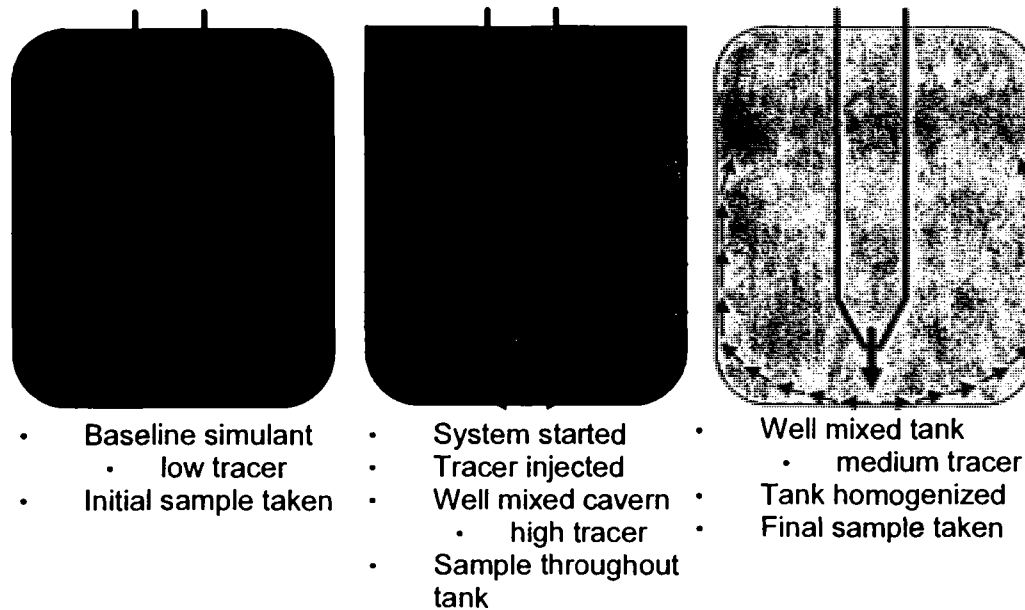 • Baseline simulant
• low tracer
• Initial sample taken
• System started
• Tracer injected
• Well mixed cavern
• high tracer
• Sample throughout
tank
• Well mixed tank
• medium tracer
• Tank homogenized
• Final sample taken